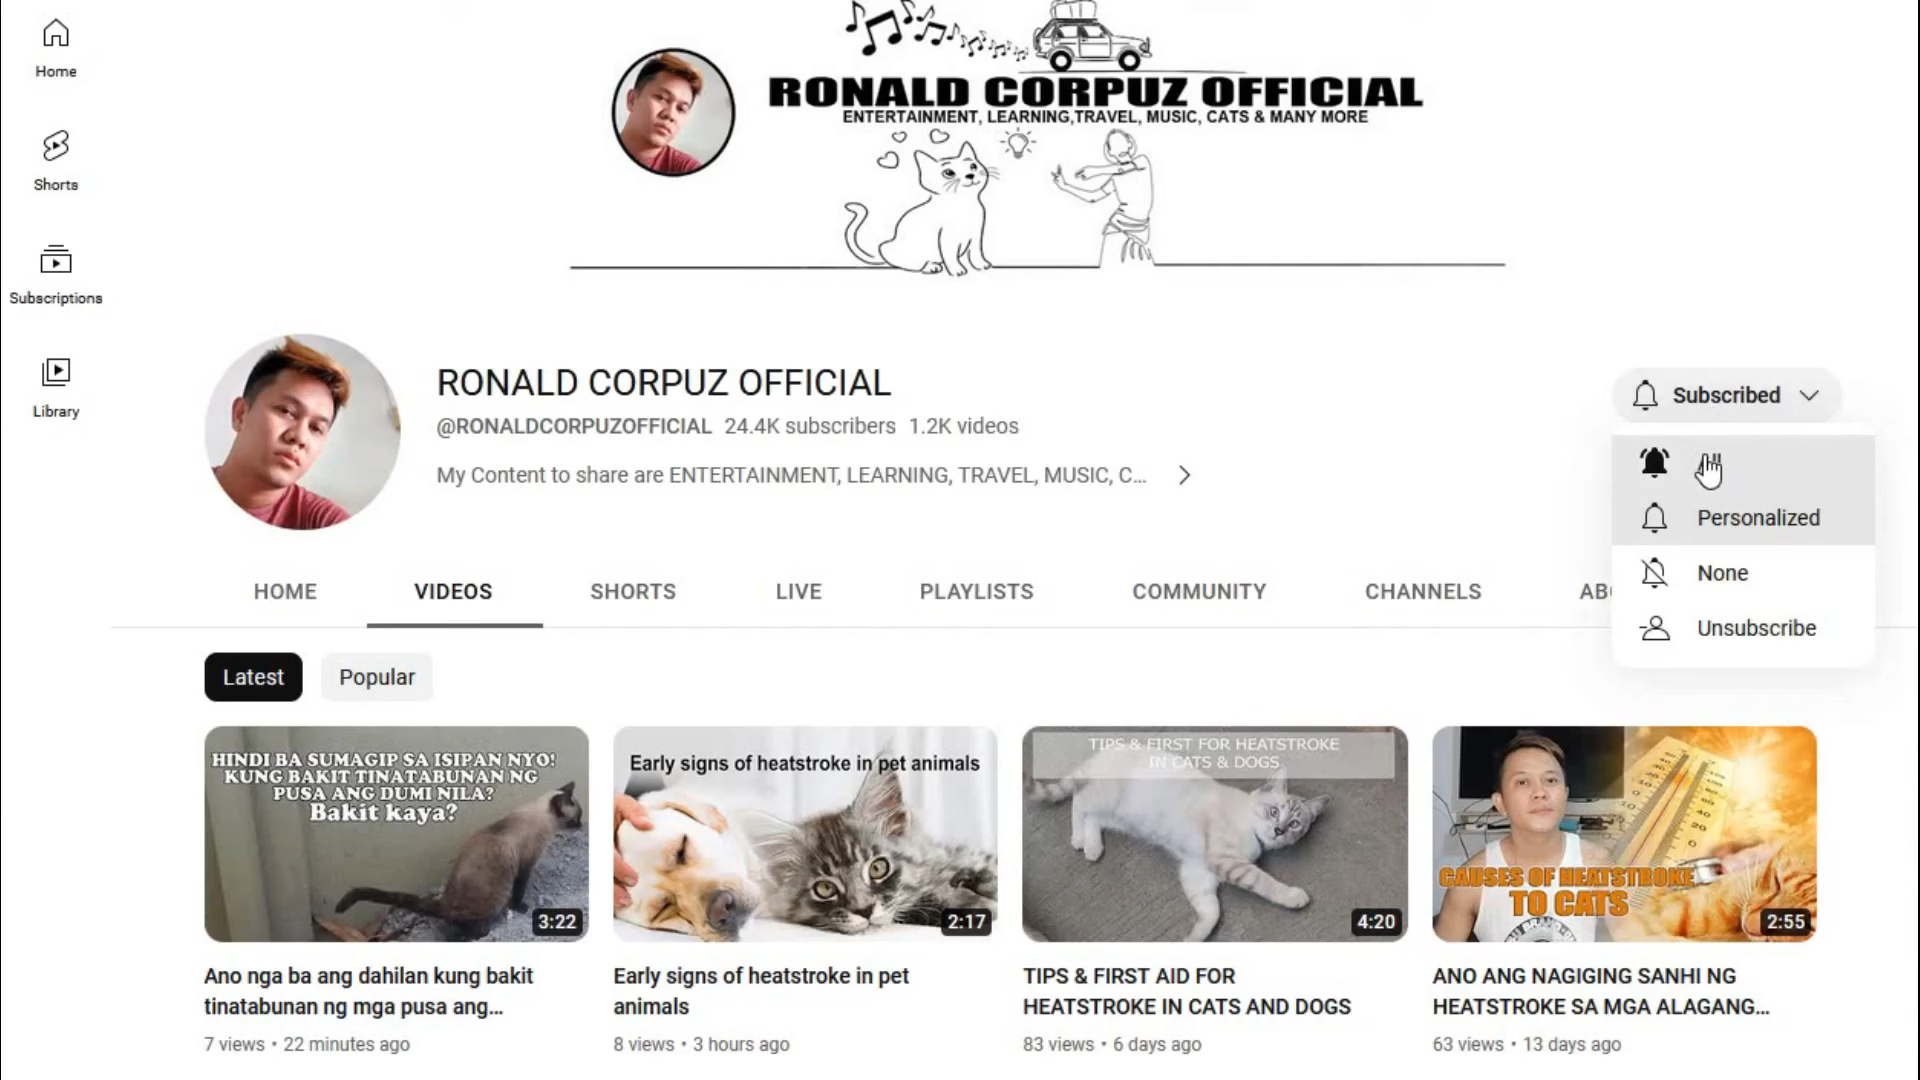 Home
Shorts
Subscriptions
Library
RONALD CORPUZ OFFICIAL
ENTERTAINMENT, LEARNING,TRAVEL, MUSIC, CATS & MANY MORE
RONALD CORPUZ OFFICIAL
@RONALDCORPUZOFFICIAL 24.4K subscribers 1.2K videos
My Content to share are ENTERTAINMENT, LEARNING, TRAVEL, MUSIC, C...
Subscribed
Personalized
None
Unsubscribe
HOME VIDEOS SHORTS LIVE PLAYLISTS COMMUNITY CHANNELS
Latest Popular
HINDI BA SUMAGIP SA ISIPAN NYO!
KUNG BAKIT TINATABUNAN NG
PUSA ANG DUMI NILA?
Bakit kaya?
3:22
Ano nga ba ang dahilan kung bakit
tinatabunan ng mga pusa ang...
7 views • 22 minutes ago
Early signs of heatstroke in pet animals
2:17
Early signs of heatstroke in pet
animals
8 views • 3 hours ago
TIPS & FIRST FOR HEATSTROKE
IN CATS & DOGS
4:20
TIPS & FIRST AID FOR
HEATSTROKE IN CATS AND DOGS
83 views • 6 days ago
CAUSES OF HEATSTROKE
TO CATS
2:55
ANO ANG NAGIGING SANHI NG
HEATSTROKE SA MGA ALAGANG...
63 views • 13 days ago